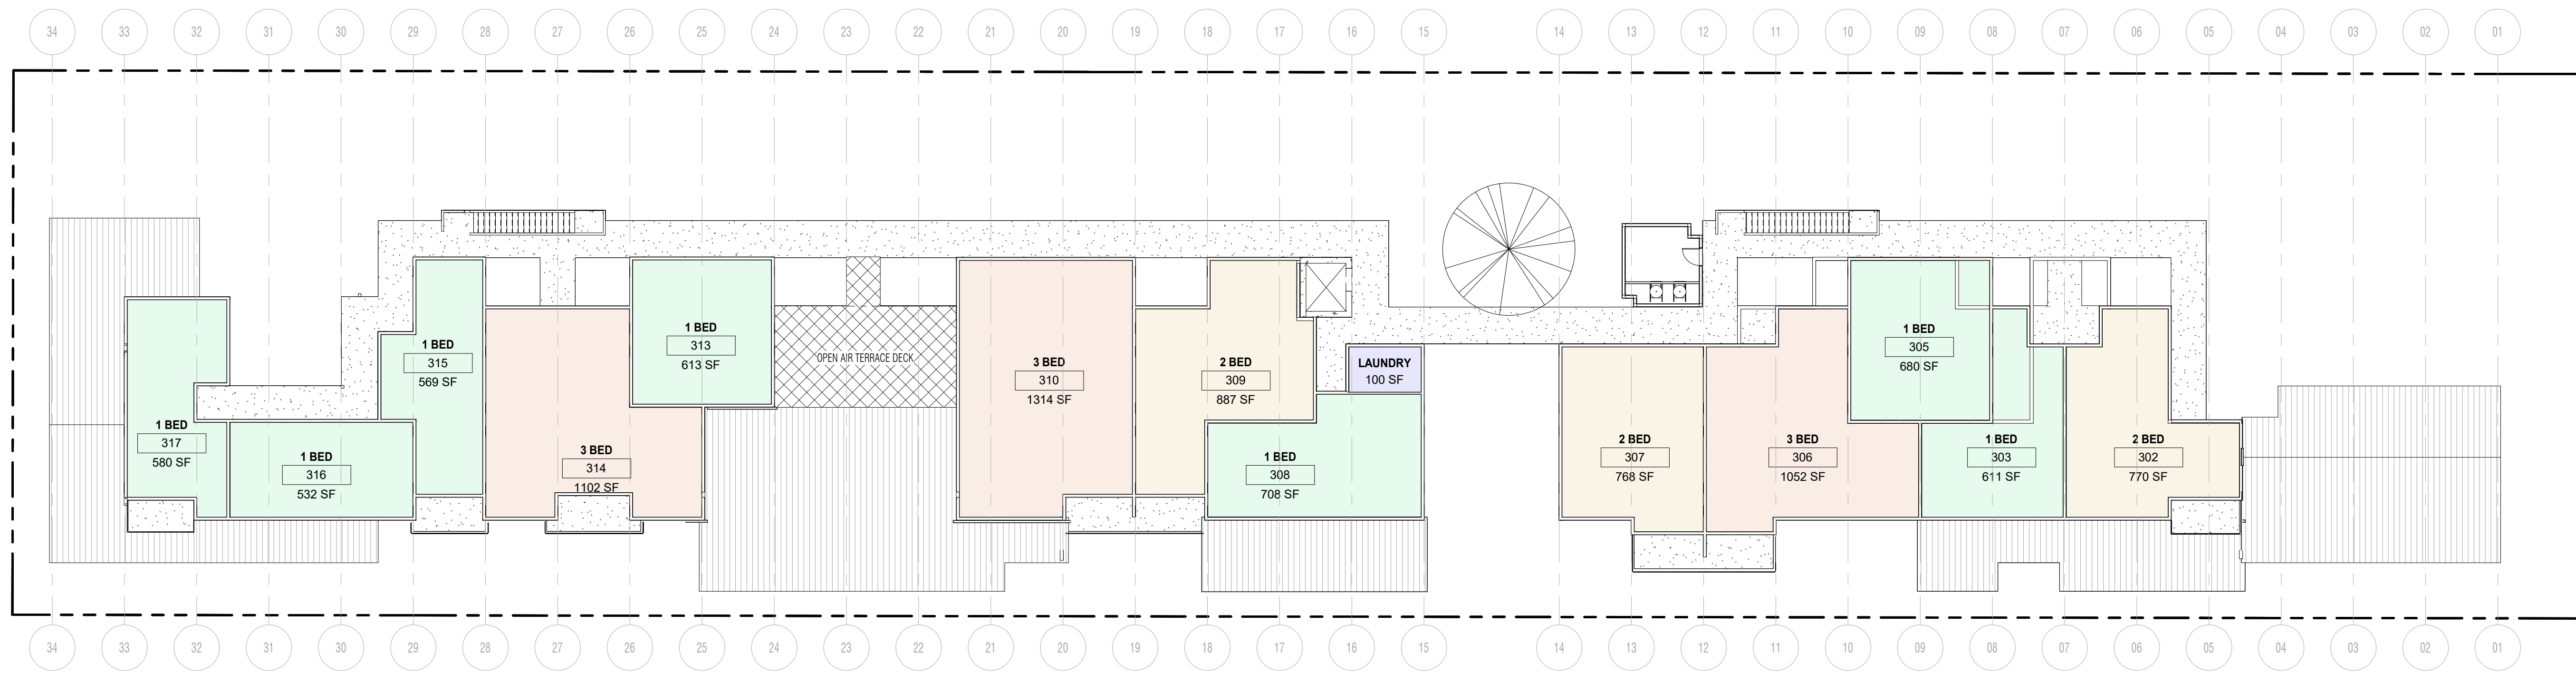 34 33 32 31 30 29 28 27 26 25 24 23 22 21 20 19 18 17 16 15 14 13 12 11 10 09 08 07 06 05 04 03 02 01
1 BED
317
580 SF
1 BED
316
532 SF
1 BED
315
569 SF
3 BED
314
1102 SF
1 BED
313
613 SF
OPEN AIR TERRACE DECK
3 BED
310
1314 SF
2 BED
309
887 SF
LAUNDRY
100 SF
1 BED
308
708 SF
2 BED
307
768 SF
3 BED
306
1052 SF
1 BED
305
680 SF
1 BED
303
611 SF
2 BED
302
770 SF
34 33 32 31 30 29 28 27 26 25 24 23 22 21 20 19 18 17 16 15 14 13 12 11 10 09 08 07 06 05 04 03 02 01